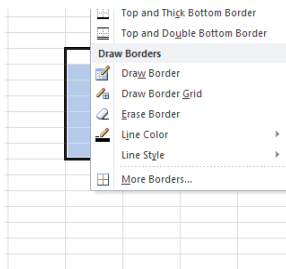 Top and Thick Bottom Border
Top and Double Bottom Border
Draw Borders
Draw Border
Draw Border Grid
Erase Border
Line Color
Line Style
More Borders...